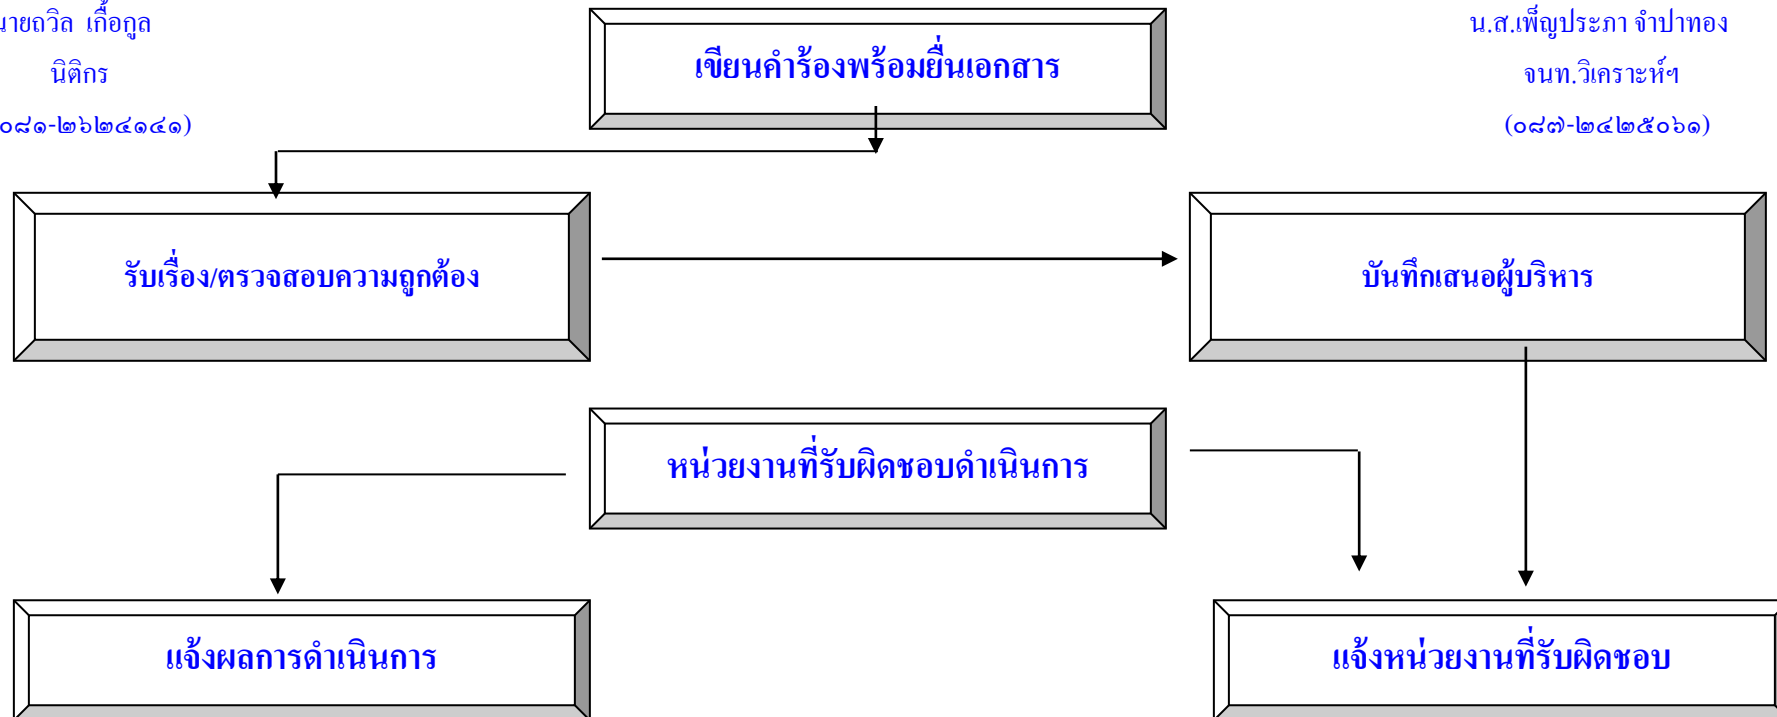 นายถวิล เกื้อกูล
นิติกร
๐๘๑-๒๖๒๔๑๔๑)
น.ส.เพ็ญประภา จำปาทอง
จนท.วิเคราะห์ฯ
(๐๘๗-๒๔๒๕๐๖๑)
เขียนคำร้องพร้อมยื่นเอกสาร
รับเรื่อง/ตรวจสอบความถูกต้อง
บันทึกเสนอผู้บริหาร
หน่วยงานที่รับผิดชอบดำเนินการ
แจ้งผลการดำเนินการ
แจ้งหน่วยงานที่รับผิดชอบ